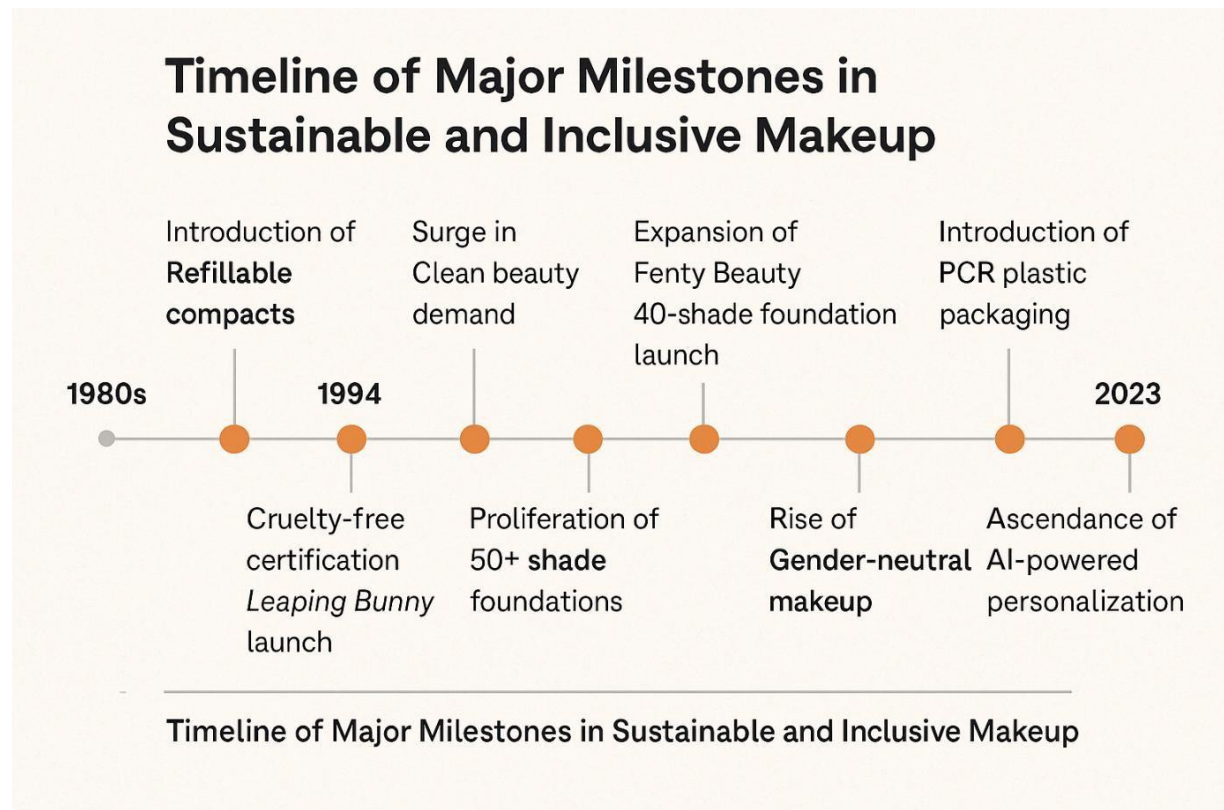 Timeline of Major Milestones in
Sustainable and Inclusive Makeup
Introduction of
Refillable
compacts
Surge in
Clean beauty
demand
Expansion of
Fenty Beauty
40-shade foundation
launch
Introduction of
PCR plastic
packaging
1980s
1994
2023
Cruelty-free
certification
Leaping Bunny
launch
Proliferation of
50+ shade
foundations
Rise of
Gender-neutral
makeup
Ascendance of
AI-powered
personalization
Timeline of Major Milestones in Sustainable and Inclusive Makeup